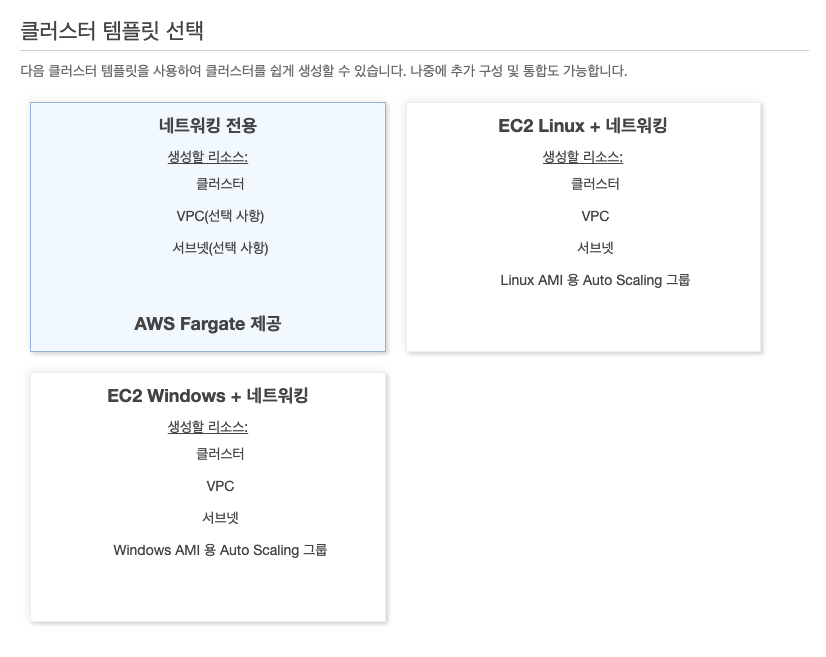 클러스터 템플릿 선택
다음 클러스터 템플릿을 사용하여 클러스터를 쉽게 생성할 수 있습니다. 나중에 추가 구성 및 통합도 가능합니다.
네트워킹 전용
생성할 리소스:
클러스터
VPC(선택 사항)
서브넷(선택 사항)
AWS Fargate 제공
EC2 Linux + 네트워킹
생성할 리소스:
클러스터
VPC
서브넷
Linux AMI 용 Auto Scaling 그룹
EC2 Windows + 네트워킹
생성할 리소스:
클러스터
VPC
서브넷
Windows AMI 용 Auto Scaling 그룹